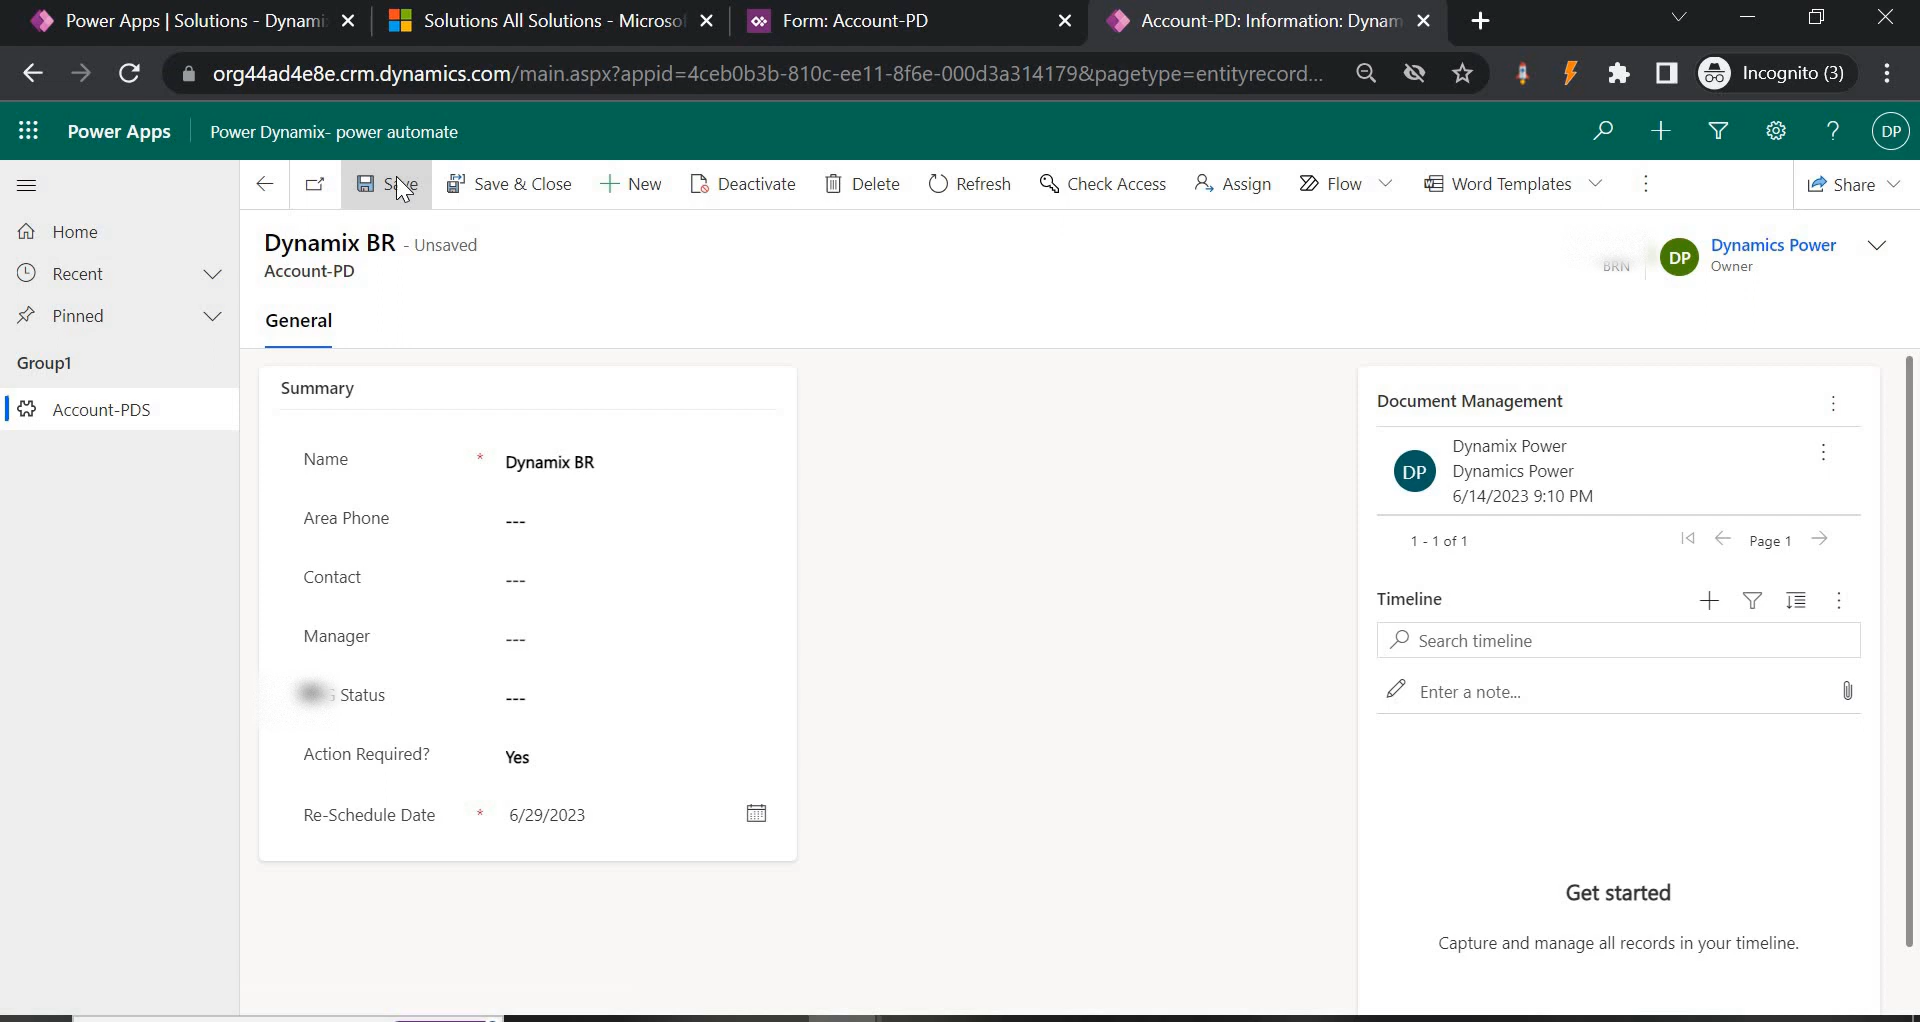 Power Apps | Solutions - Dynami
Solutions All Solutions - Microsof
Form: Account-PD
Account-PD: Information: Dynam
org44ad4e8e.crm.dynamics.com/main.aspx?appid=4ceb0b3b-810c-ee11-8f6e-000d3a314179&pagetype=entityrecord...
Incognito (3)
Power Apps
Power Dynamix- power automate
DP
Save
Save & Close
New
Deactivate
Delete
Refresh
Check Access
Assign
Flow
Word Templates
Share
Home
Recent
Pinned
Group1
Account-PDS
Dynamix BR - Unsaved
Account-PD
BRN
DP
Dynamics Power
Owner
General
Summary
Name * Dynamix BR
Area Phone ---
Contact ---
Manager ---
Status ---
Action Required? Yes
Re-Schedule Date * 6/29/2023
Document Management
DP
Dynamix Power
Dynamics Power
6/14/2023 9:10 PM
1 - 1 of 1
Page 1
Timeline
Search timeline
Enter a note...
Get started
Capture and manage all records in your timeline.